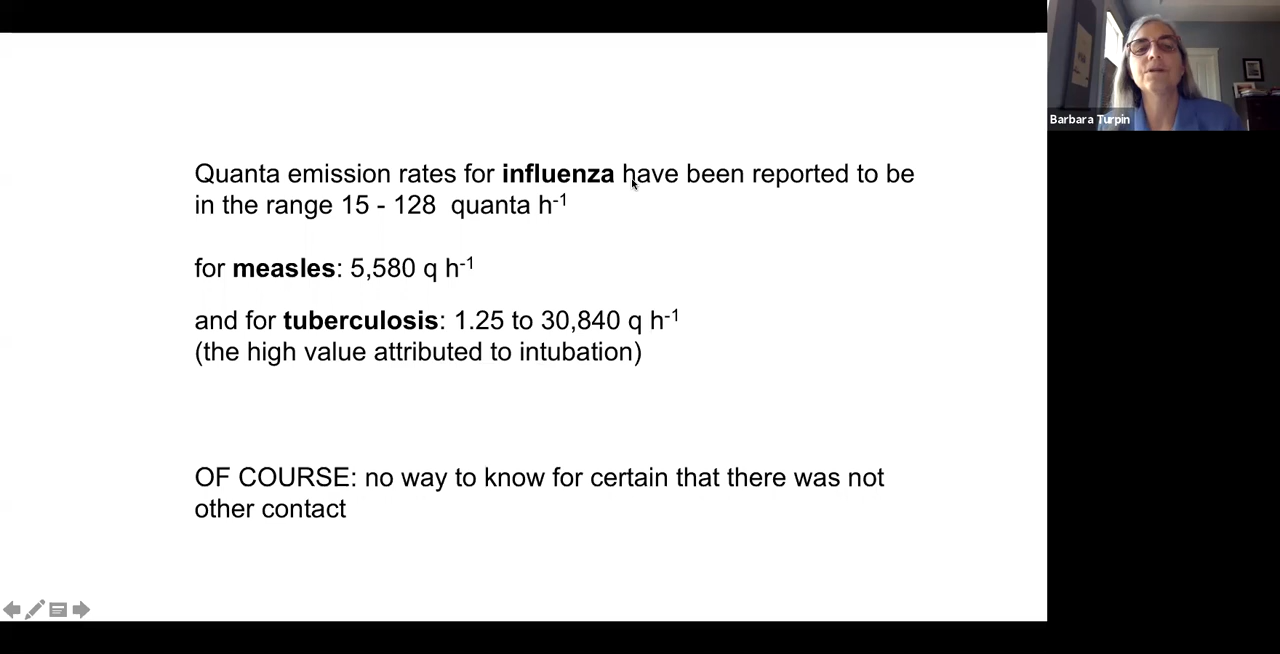 Quanta emission rates for influenza have been reported to be
in the range 15 - 128 quanta h-1
for measles: 5,580 q h-1
and for tuberculosis: 1.25 to 30,840 q h-1
(the high value attributed to intubation)
OF COURSE: no way to know for certain that there was not
other contact
Barbara Turpin